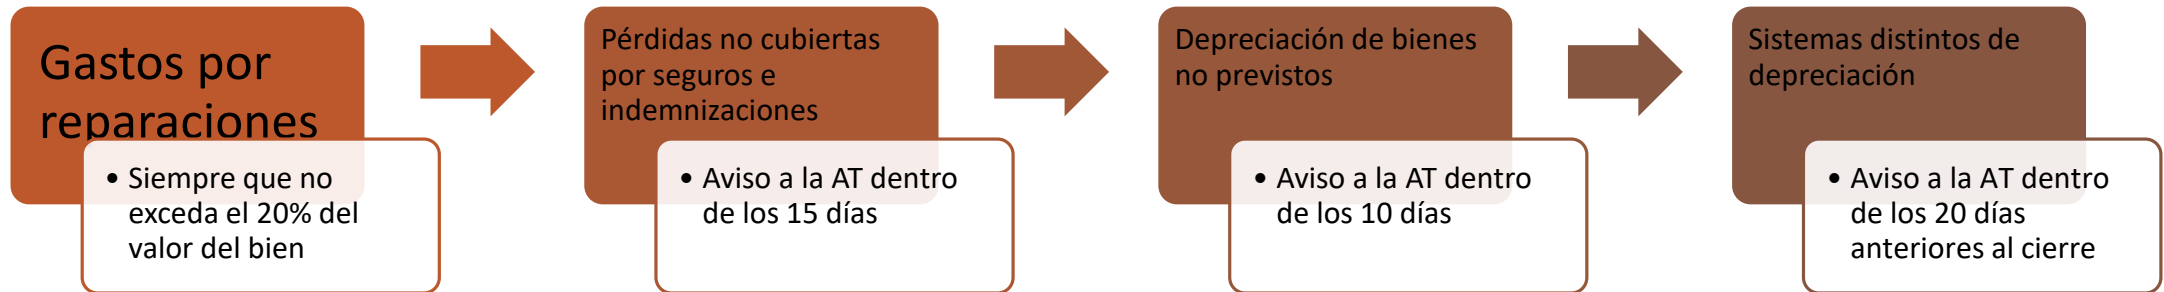 Gastos por
reparaciones
• Siempre que no
exceda el 20% del
valor del bien
Pérdidas no cubiertas
por seguros e
indemnizaciones
• Aviso a la AT dentro
de los 15 días
Depreciación de bienes
no previstos
• Aviso a la AT dentro
de los 10 días
Sistemas distintos de
depreciación
• Aviso a la AT dentro
de los 20 días
anteriores al cierre